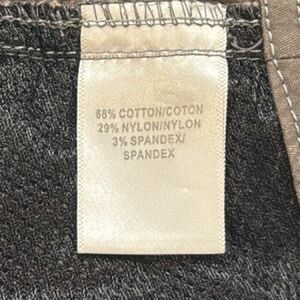 68% COTTON/COTON
29% NYLON/NYLON
3% SPANDEX/
SPANDEX